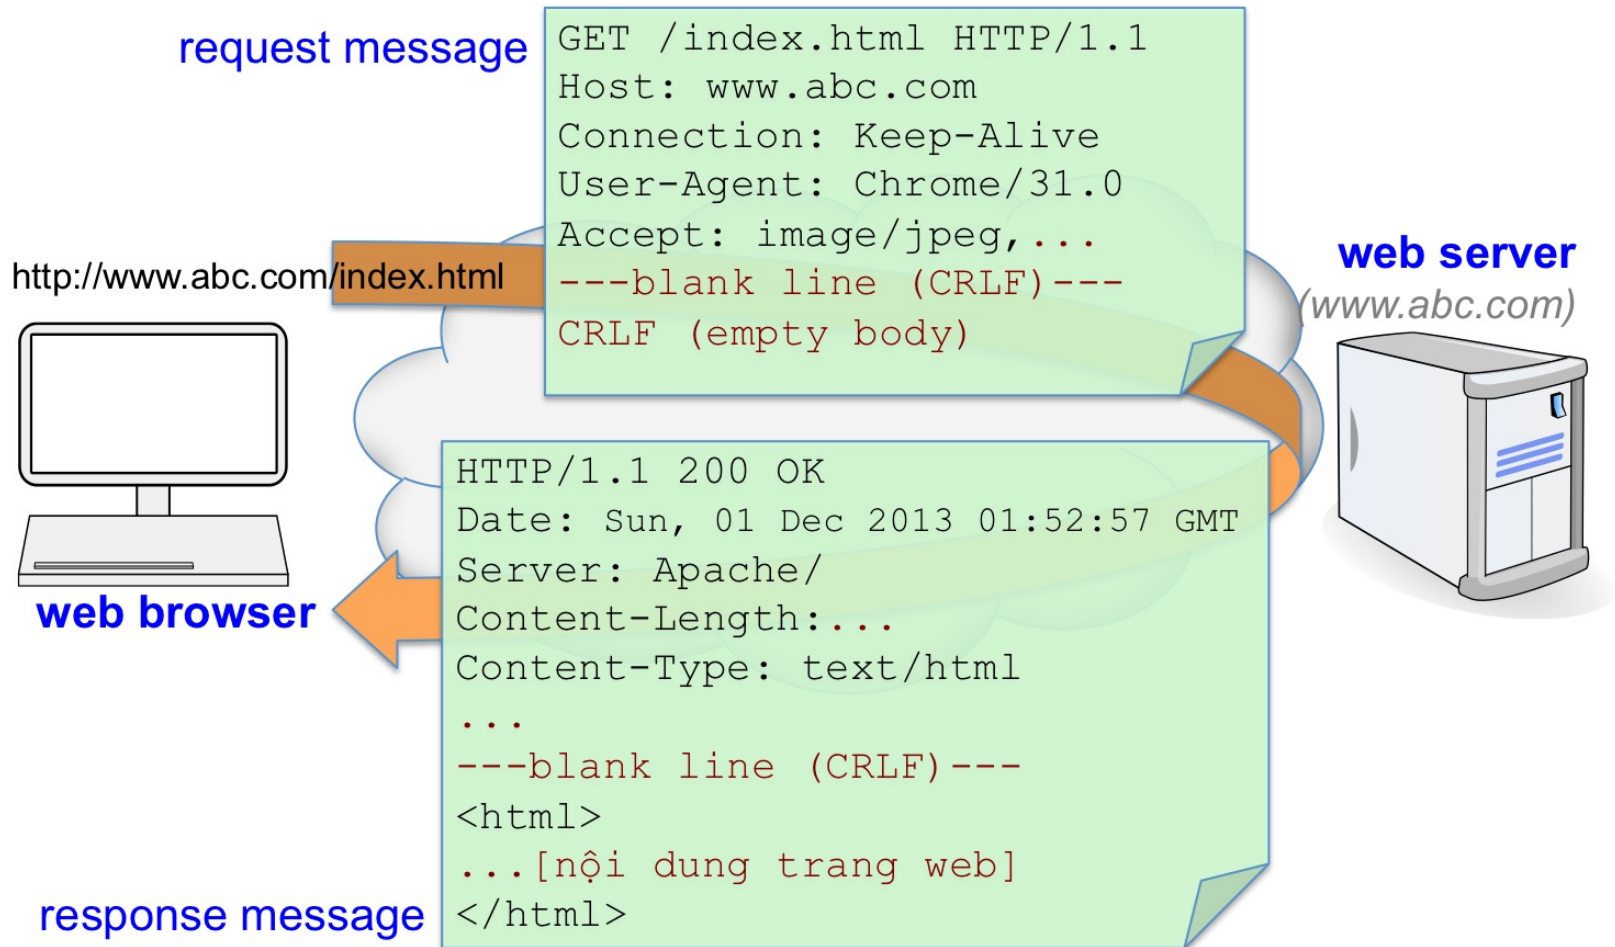 request message
GET /index.html HTTP/1.1
Host: www.abc.com
Connection: Keep-Alive
User-Agent: Chrome/31.0
Accept: image/jpeg,...
---blank line (CRLF)---
CRLF (empty body)
http://www.abc.com/index.html
web server
(www.abc.com)
web browser
HTTP/1.1 200 OK
Date: Sun, 01 Dec 2013 01:52:57 GMT
Server: Apache/
Content-Length:...
Content-Type: text/html
...
---blank line (CRLF)---
<html>
...[nội dung trang web]
</html>
response message